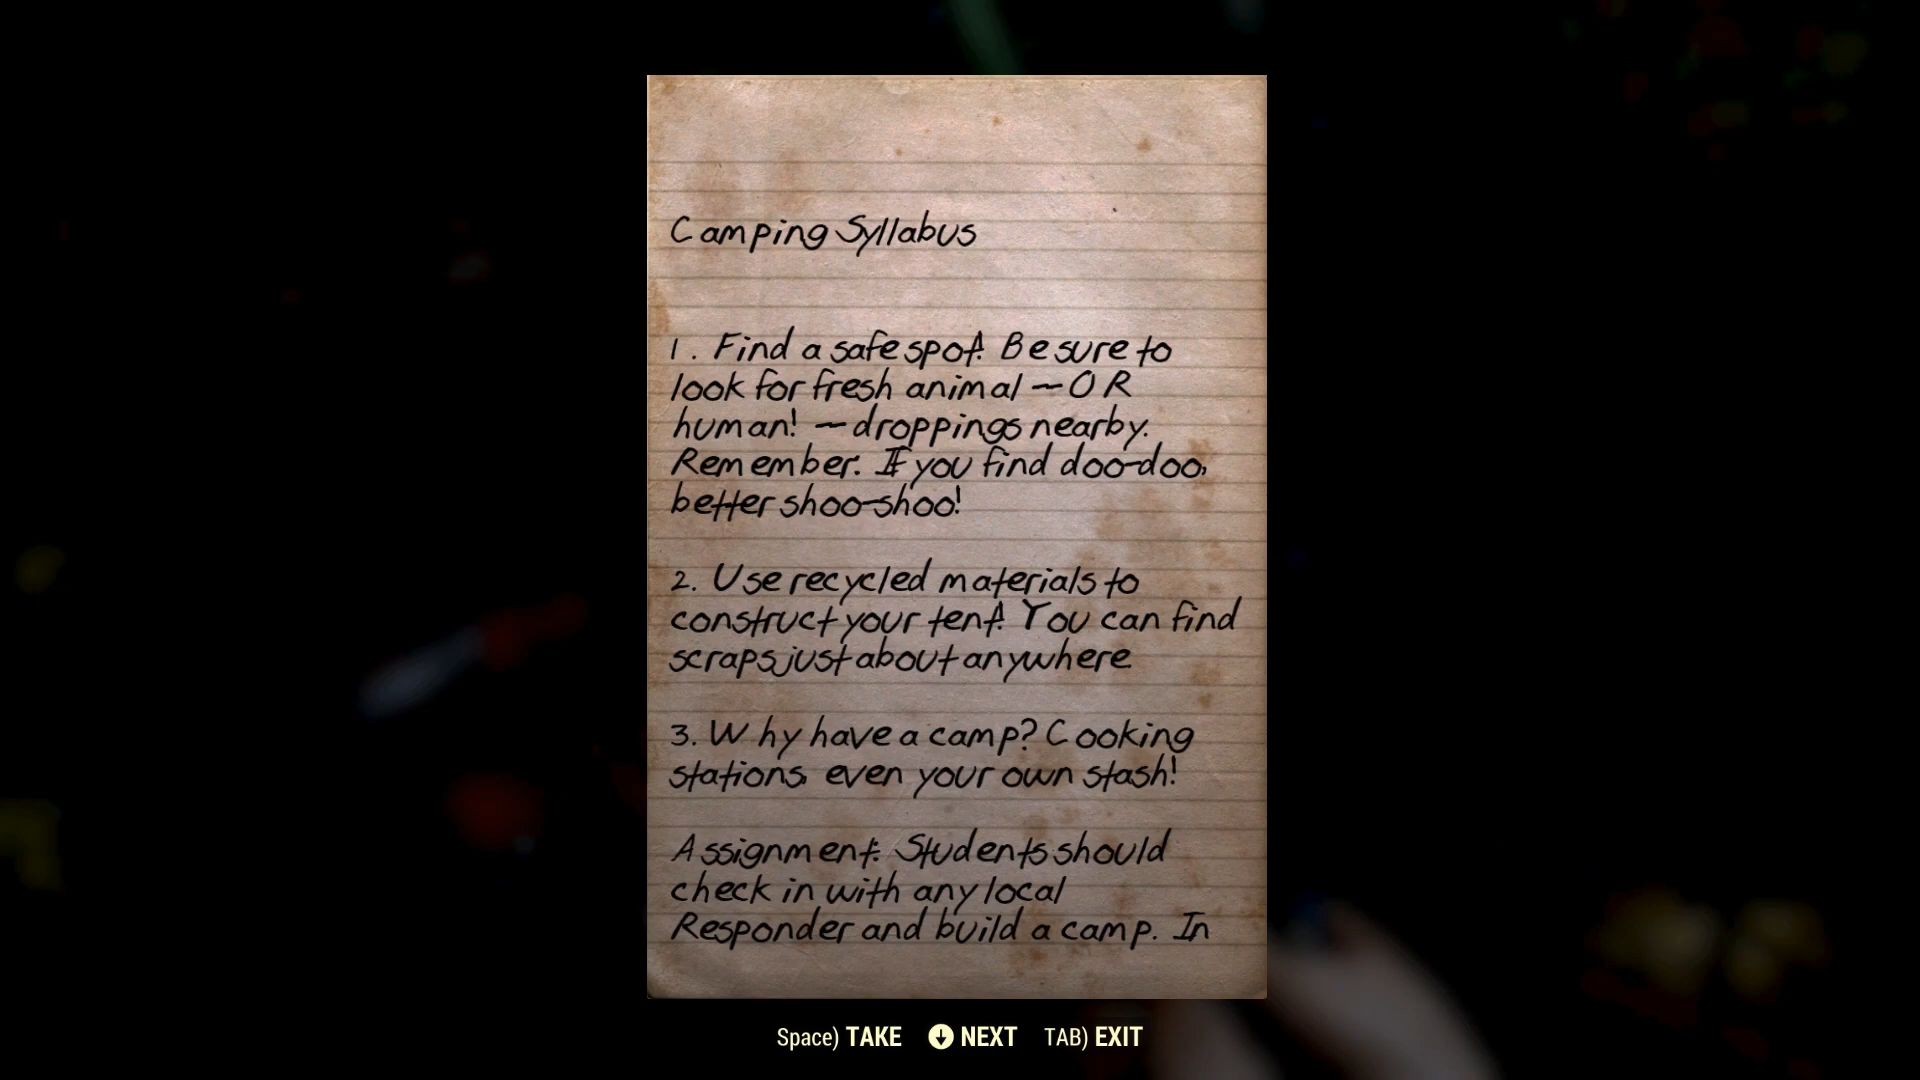 Camping Syllabus
1. Find a safe spot. Be sure to
look for fresh animal - OR
human! - droppings nearby.
Remember: If you find doo-doo,
better shoo-shoo!
2. Use recycled materials to
construct your tent. You can find
scraps just about anywhere.
3. Why have a camp? Cooking
stations, even your own stash!
Assignment: Students should
check in with any local
Responder and build a camp. In
Space) TAKE NEXT TAB) EXIT